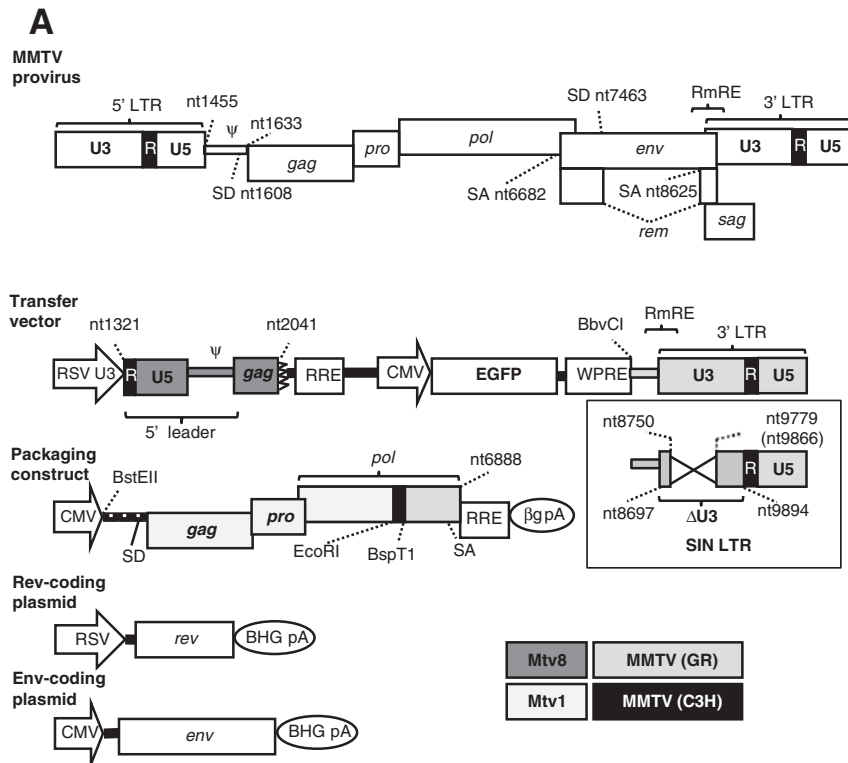 A
MMTV
provirus
5' LTR
nt1455
ψ
nt1633
SD nt7463
RmRE
3' LTR
U3
R
U5
gag
pro
pol
env
U3
R
U5
SD nt1608
SA nt6682
SA nt8625
rem
sag
Transfer
vector
nt1321
ψ
nt2041
BbvCI
RmRE
3' LTR
RSV U3
R
U5
gag
RRE
CMV
EGFP
WPRE
U3
R
U5
5' leader
Packaging
construct
BstEII
pol
nt6888
CMV
gag
pro
RRE
βgpA
SD
EcoRI
BspT1
SA
nt8750
nt9779
(nt9866)
R
U5
nt8697
ΔU3
nt9894
SIN LTR
Rev-coding
plasmid
RSV
rev
BHG pA
Env-coding
plasmid
CMV
env
BHG pA
Mtv8
MMTV (GR)
Mtv1
MMTV (C3H)